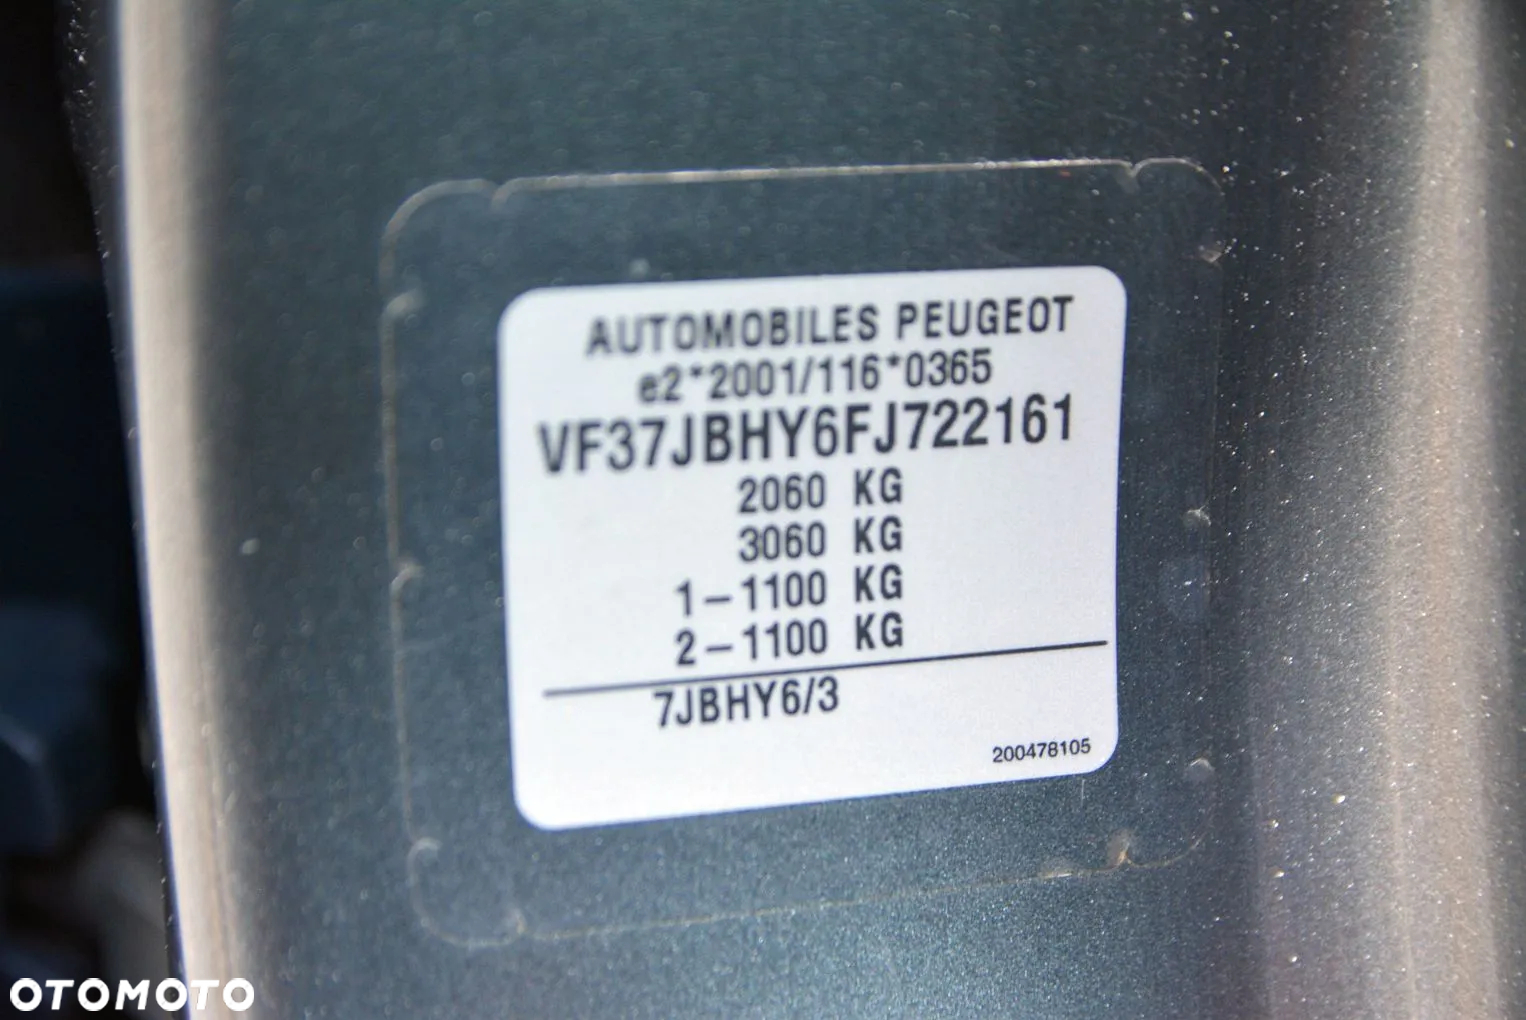 AUTOMOBILES PEUGEOT
e2*2001/116*0365
VF37JBHY6FJ722161
2060 KG
3060 KG
1-1100 KG
2-1100 KG
7JBHY6/3
200478105
OTOMOTO